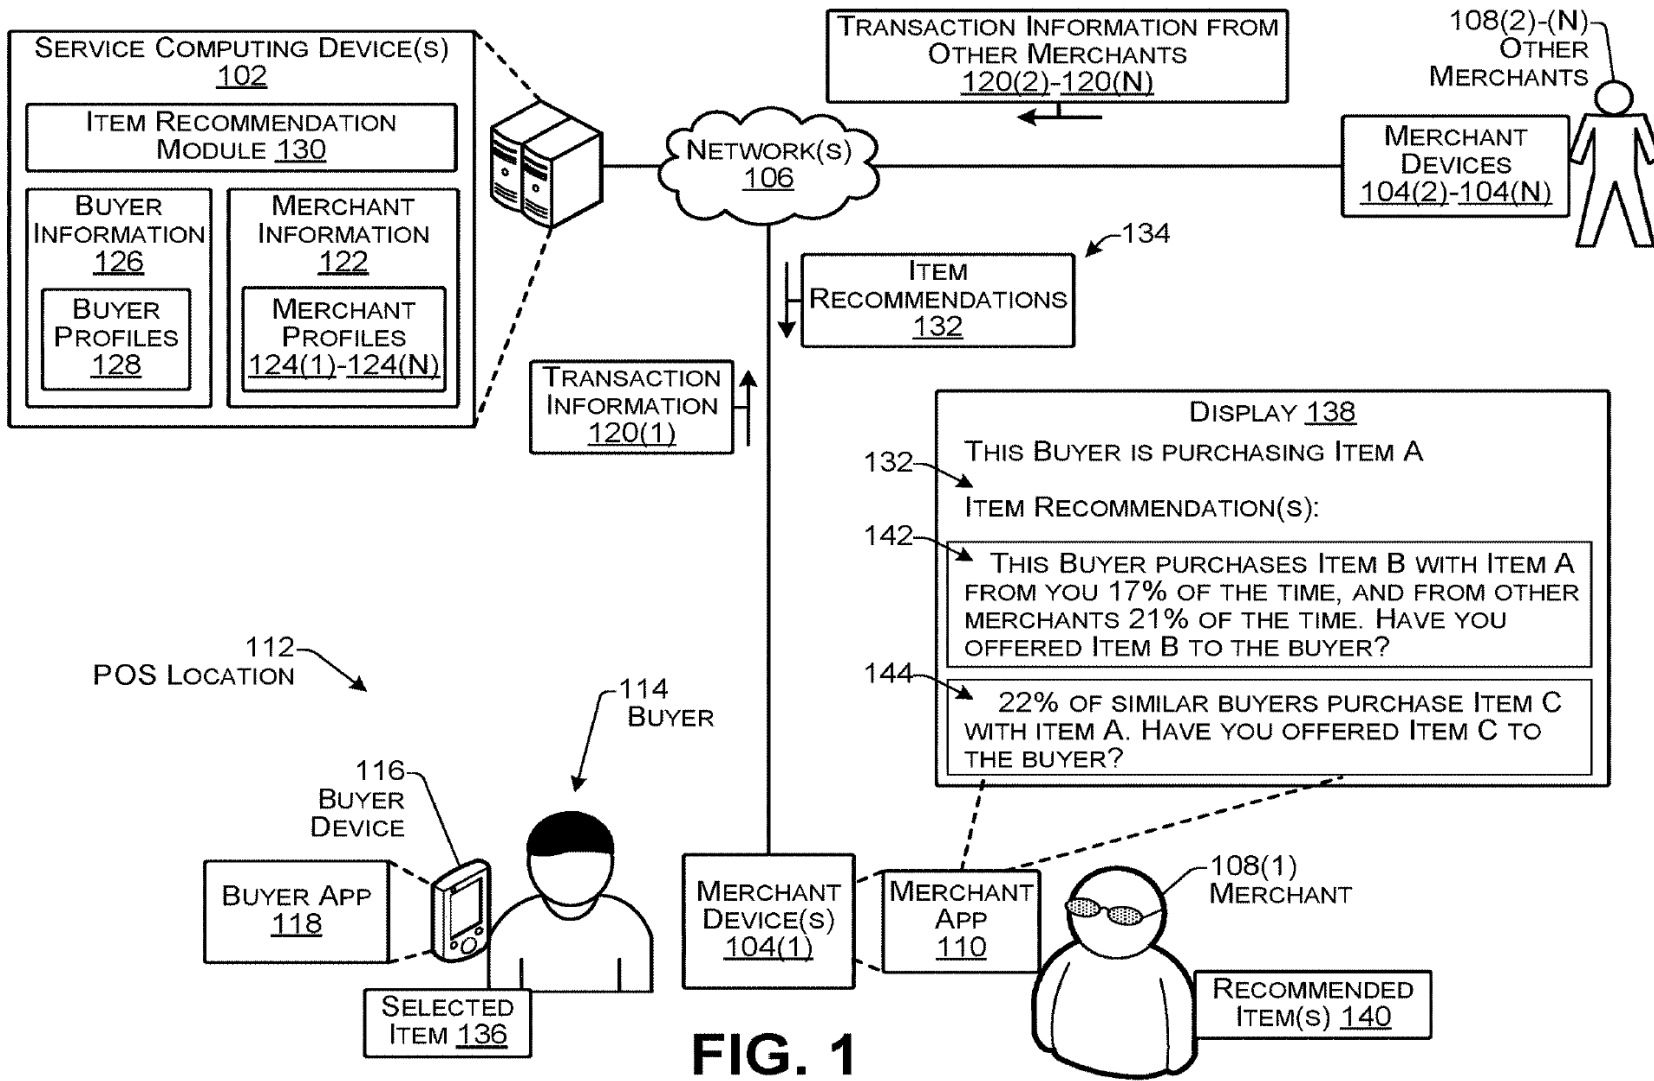 SERVICE COMPUTING DEVICE(S)
102
ITEM RECOMMENDATION
MODULE 130
BUYER
INFORMATION
126
BUYER
PROFILES
128
MERCHANT
INFORMATION
122
MERCHANT
PROFILES
124(1)-124(N)
NETWORK(S)
106
TRANSACTION INFORMATION FROM
OTHER MERCHANTS
120(2)-120(N)
108(2)-(N)
OTHER
MERCHANTS
MERCHANT
DEVICES
104(2)-104(N)
134
ITEM
RECOMMENDATIONS
132
TRANSACTION
INFORMATION
120(1)
DISPLAY 138
THIS BUYER IS PURCHASING ITEM A
132
ITEM RECOMMENDATION(S):
142
THIS BUYER PURCHASES ITEM B WITH ITEM A
FROM YOU 17% OF THE TIME, AND FROM OTHER
MERCHANTS 21% OF THE TIME. HAVE YOU
OFFERED ITEM B TO THE BUYER?
144
22% OF SIMILAR BUYERS PURCHASE ITEM C
WITH ITEM A. HAVE YOU OFFERED ITEM C TO
THE BUYER?
112
POS LOCATION
114
BUYER
116
BUYER
DEVICE
BUYER APP
118
SELECTED
ITEM 136
MERCHANT
DEVICE(S)
104(1)
MERCHANT
APP
110
108(1)
MERCHANT
RECOMMENDED
ITEM(S) 140
FIG. 1